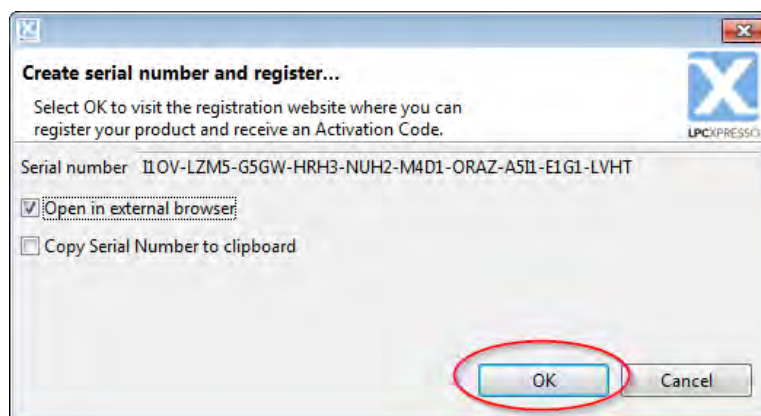 Create serial number and register...
Select OK to visit the registration website where you can
register your product and receive an Activation Code.
LPCXPRESSO
Serial number I1OV-LZM5-G5GW-HRH3-NUH2-M4D1-ORAZ-A5I1-E1G1-LVHT
Open in external browser
Copy Serial Number to clipboard
OK Cancel